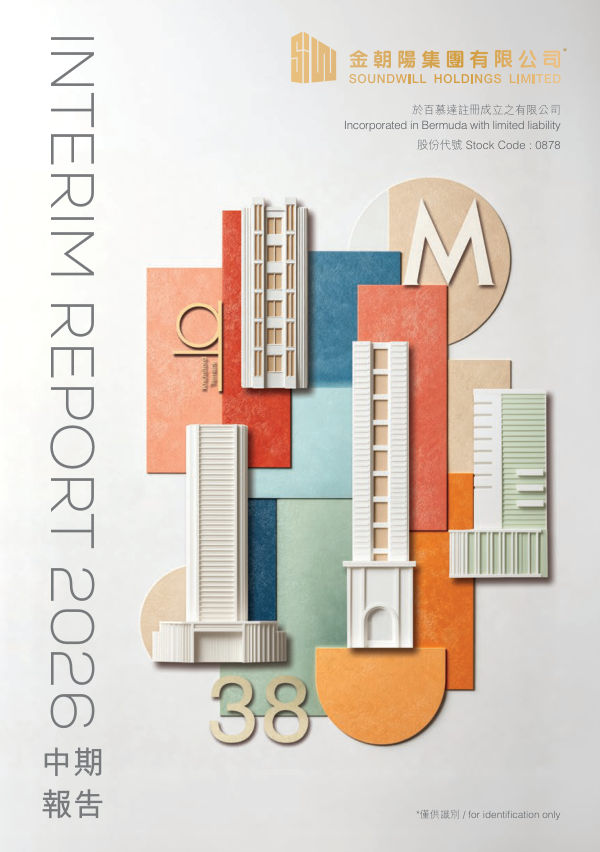 INTERIM REPORT 2026
中期
報告
SW
金朝陽集團有限公司*
SOUNDWILL HOLDINGS LIMITED
於百慕達註冊成立之有限公司
Incorporated in Bermuda with limited liability
股份代號 Stock Code : 0878
M
38
*僅供識別 / for identification only